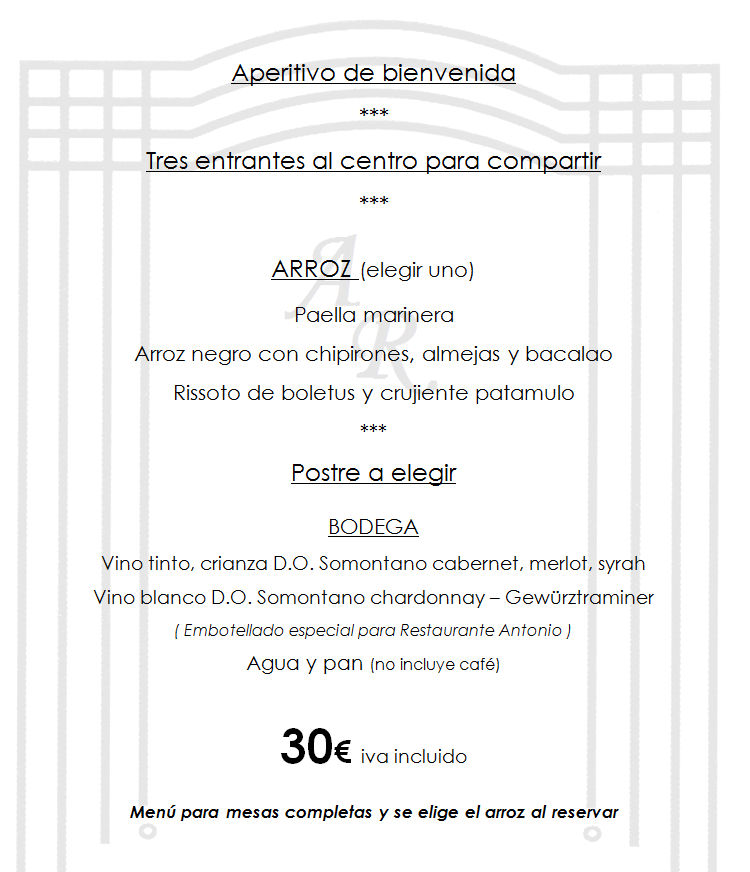 Aperitivo de bienvenida
***
Tres entrantes al centro para compartir
***
AR
ARROZ (elegir uno)
Paella marinera
Arroz negro con chipirones, almejas y bacalao
Rissoto de boletus y crujiente patamulo
***
Postre a elegir
BODEGA
Vino tinto, crianza D.O. Somontano cabernet, merlot, syrah
Vino blanco D.O. Somontano chardonnay – Gewürztraminer
( Embotellado especial para Restaurante Antonio )
Agua y pan (no incluye café)
30€ iva incluido
Menú para mesas completas y se elige el arroz al reservar